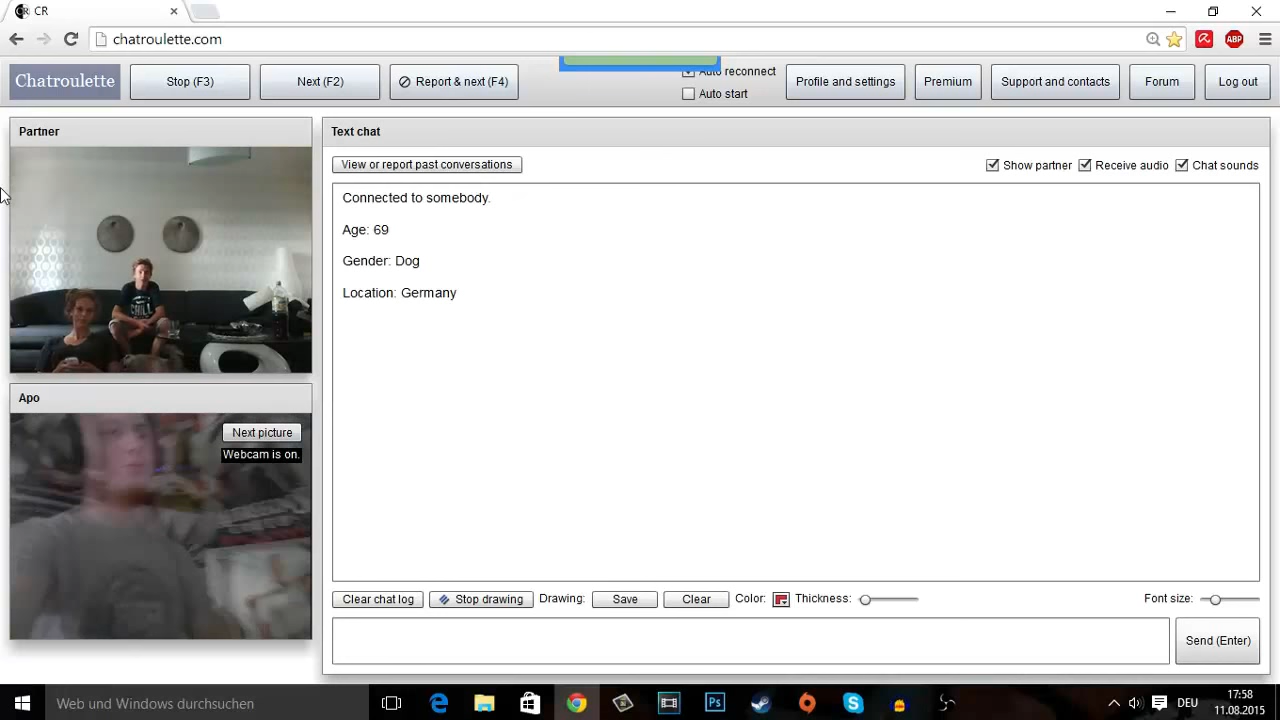 CR
chatroulette.com
ABP
Chatroulette
Stop (F3)
Next (F2)
Report & next (F4)
Auto reconnect
Auto start
Profile and settings
Premium
Support and contacts
Forum
Log out
Partner
Text chat
View or report past conversations
Show partner
Receive audio
Chat sounds
Connected to somebody.
Age: 69
Gender: Dog
Location: Germany
CHILL
Apo
Next picture
Webcam is on.
Clear chat log
Stop drawing
Drawing:
Save
Clear
Color:
Thickness:
Font size:
Send (Enter)
Web und Windows durchsuchen
Ps
DEU
17:58
11.08.2015